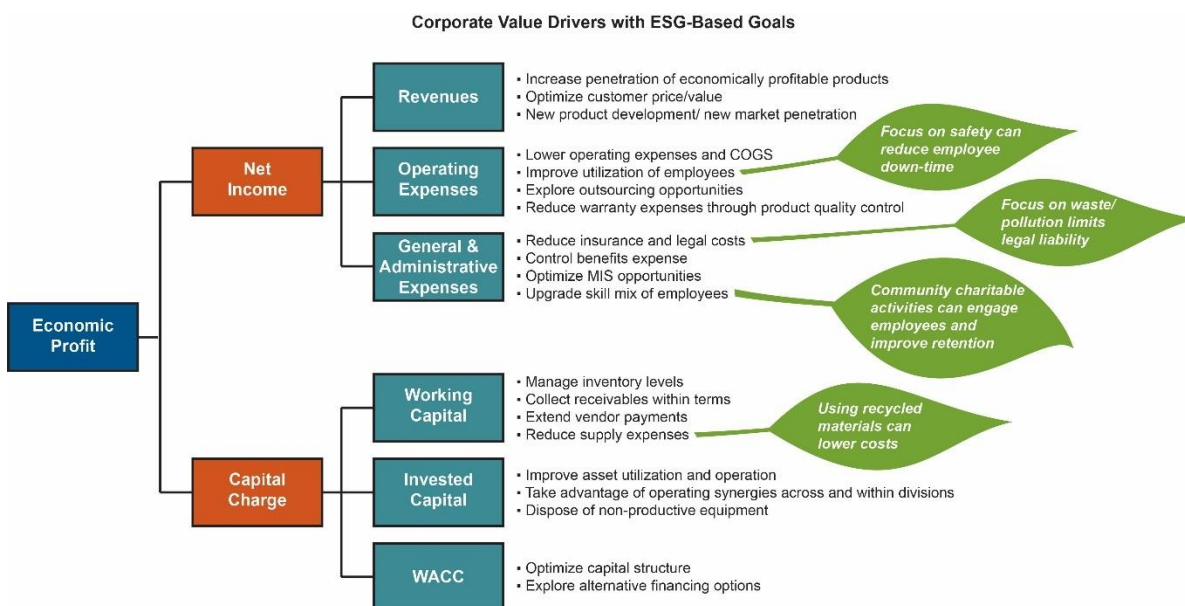 Corporate Value Drivers with ESG-Based Goals
Economic
Profit
Net
Income
Revenues
▪ Increase penetration of economically profitable products
▪ Optimize customer price/value
▪ New product development/ new market penetration
Operating
Expenses
▪ Lower operating expenses and COGS
▪ Improve utilization of employees
▪ Explore outsourcing opportunities
▪ Reduce warranty expenses through product quality control
Focus on safety can
reduce employee
down-time
General &
Administrative
Expenses
▪ Reduce insurance and legal costs
▪ Control benefits expense
▪ Optimize MIS opportunities
▪ Upgrade skill mix of employees
Focus on waste/
pollution limits
legal liability
Community charitable
activities can engage
employees and
improve retention
Capital
Charge
Working
Capital
▪ Manage inventory levels
▪ Collect receivables within terms
▪ Extend vendor payments
▪ Reduce supply expenses
Using recycled
materials can
lower costs
Invested
Capital
▪ Improve asset utilization and operation
▪ Take advantage of operating synergies across and within divisions
▪ Dispose of non-productive equipment
WACC
▪ Optimize capital structure
▪ Explore alternative financing options